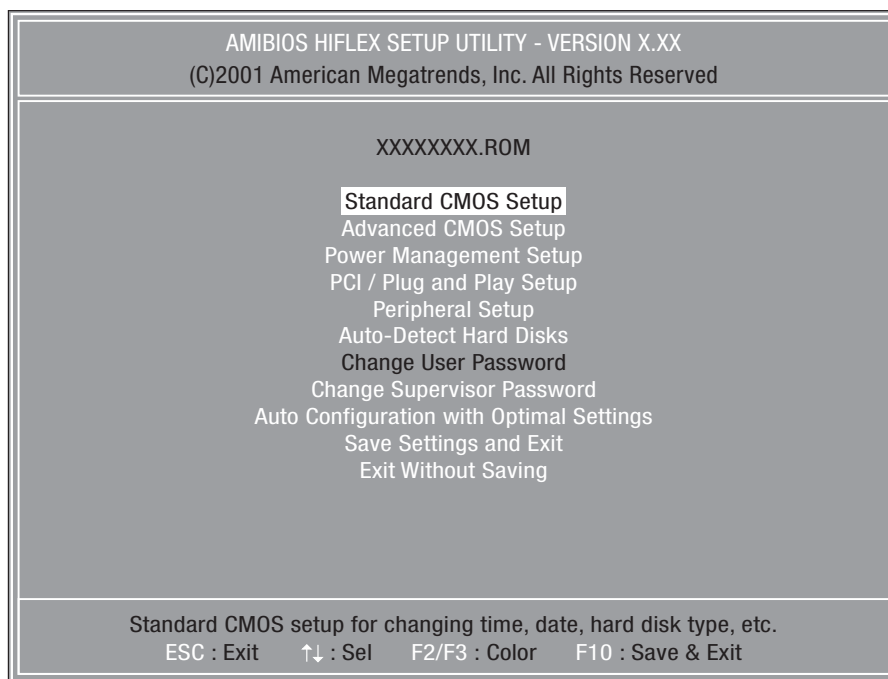 AMIBIOS HIFLEX SETUP UTILITY - VERSION X.XX
(C)2001 American Megatrends, Inc. All Rights Reserved
XXXXXXXX.ROM
Standard CMOS Setup
Advanced CMOS Setup
Power Management Setup
PCI / Plug and Play Setup
Peripheral Setup
Auto-Detect Hard Disks
Change User Password
Change Supervisor Password
Auto Configuration with Optimal Settings
Save Settings and Exit
Exit Without Saving
Standard CMOS setup for changing time, date, hard disk type, etc.
ESC : Exit ↑↓ : Sel F2/F3 : Color F10 : Save & Exit